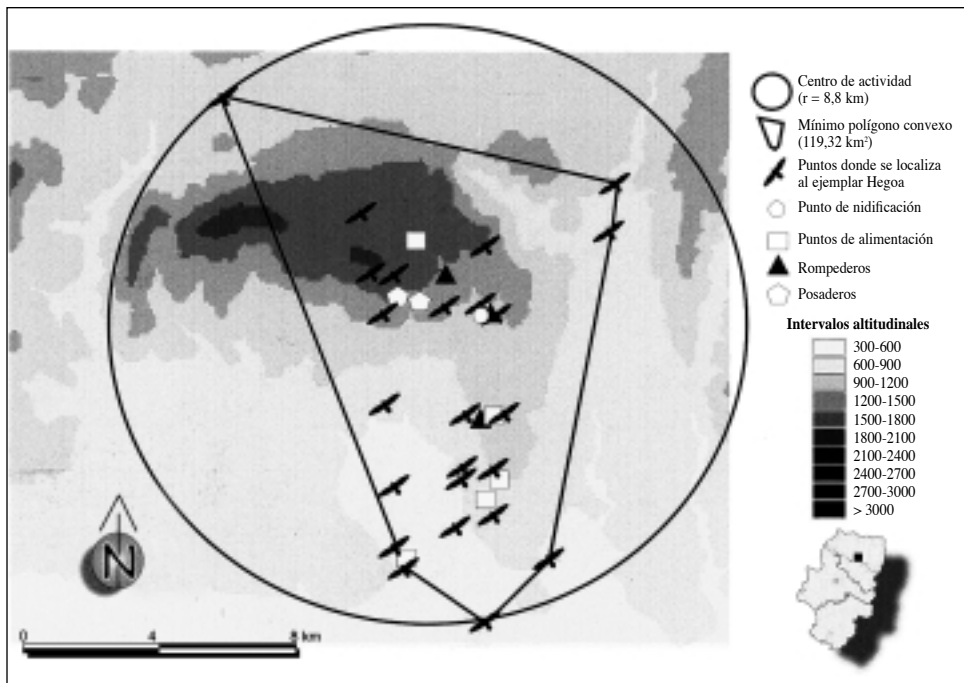 Centro de actividad
(r = 8,8 km)
Mínimo polígono convexo
(119,32 km²)
Puntos donde se localiza
al ejemplar Hegoa
Punto de nidificación
Puntos de alimentación
Rompederos
Posaderos
Intervalos altitudinales
300-600
600-900
900-1200
1200-1500
1500-1800
1800-2100
2100-2400
2400-2700
2700-3000
> 3000
N
0 4 8 km